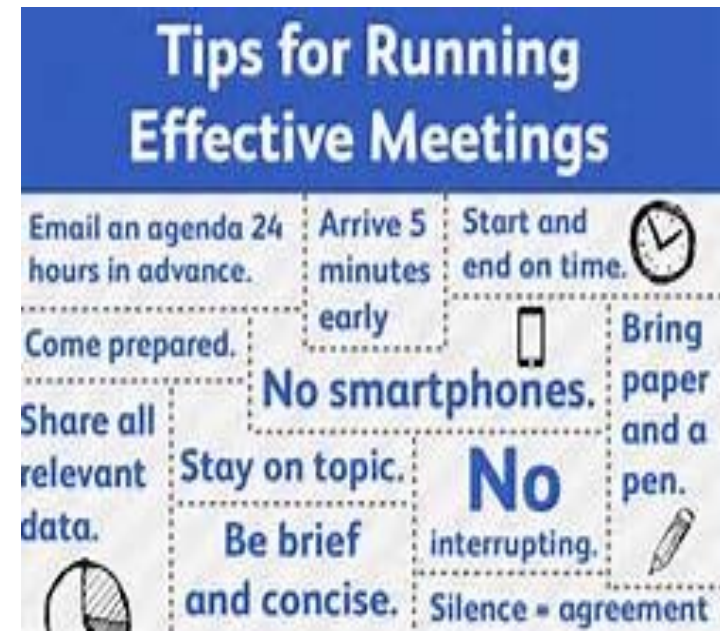 Tips for Running
Effective Meetings
Email an agenda 24
hours in advance.
Arrive 5
minutes
early
Start and
end on time.
Come prepared.
No smartphones.
Bring
paper
and a
pen.
Share all
relevant
data.
Stay on topic.
No
interrupting.
Be brief
and concise.
Silence = agreement